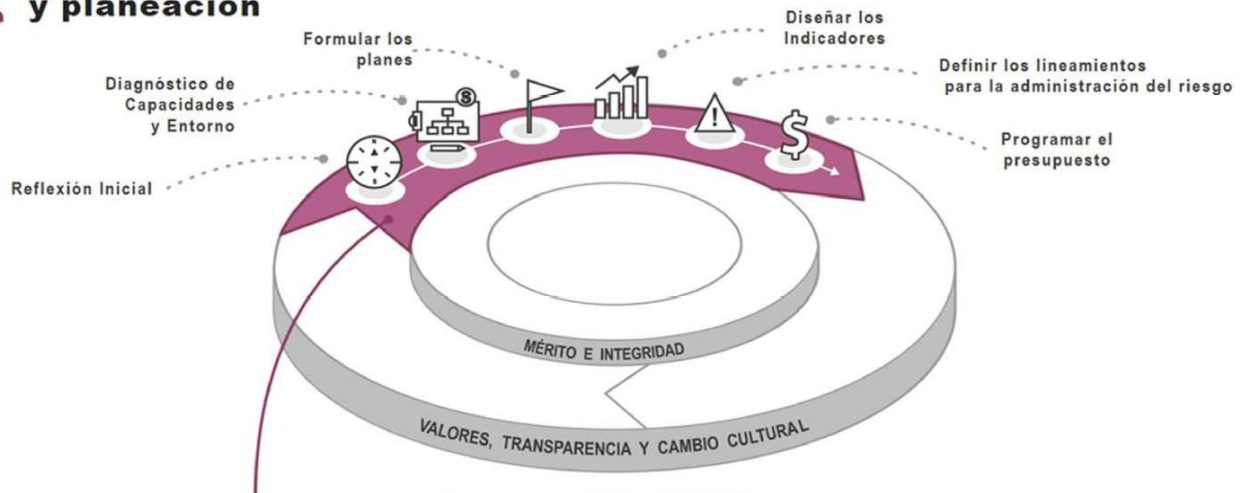 y planeación
Diseñar los
Indicadores
Formular los
planes
Definir los lineamientos
para la administración del riesgo
Diagnóstico de
Capacidades
y Entorno
$
!
$
Programar el
presupuesto
Reflexión Inicial
MÉRITO E INTEGRIDAD
VALORES, TRANSPARENCIA Y CAMBIO CULTURAL